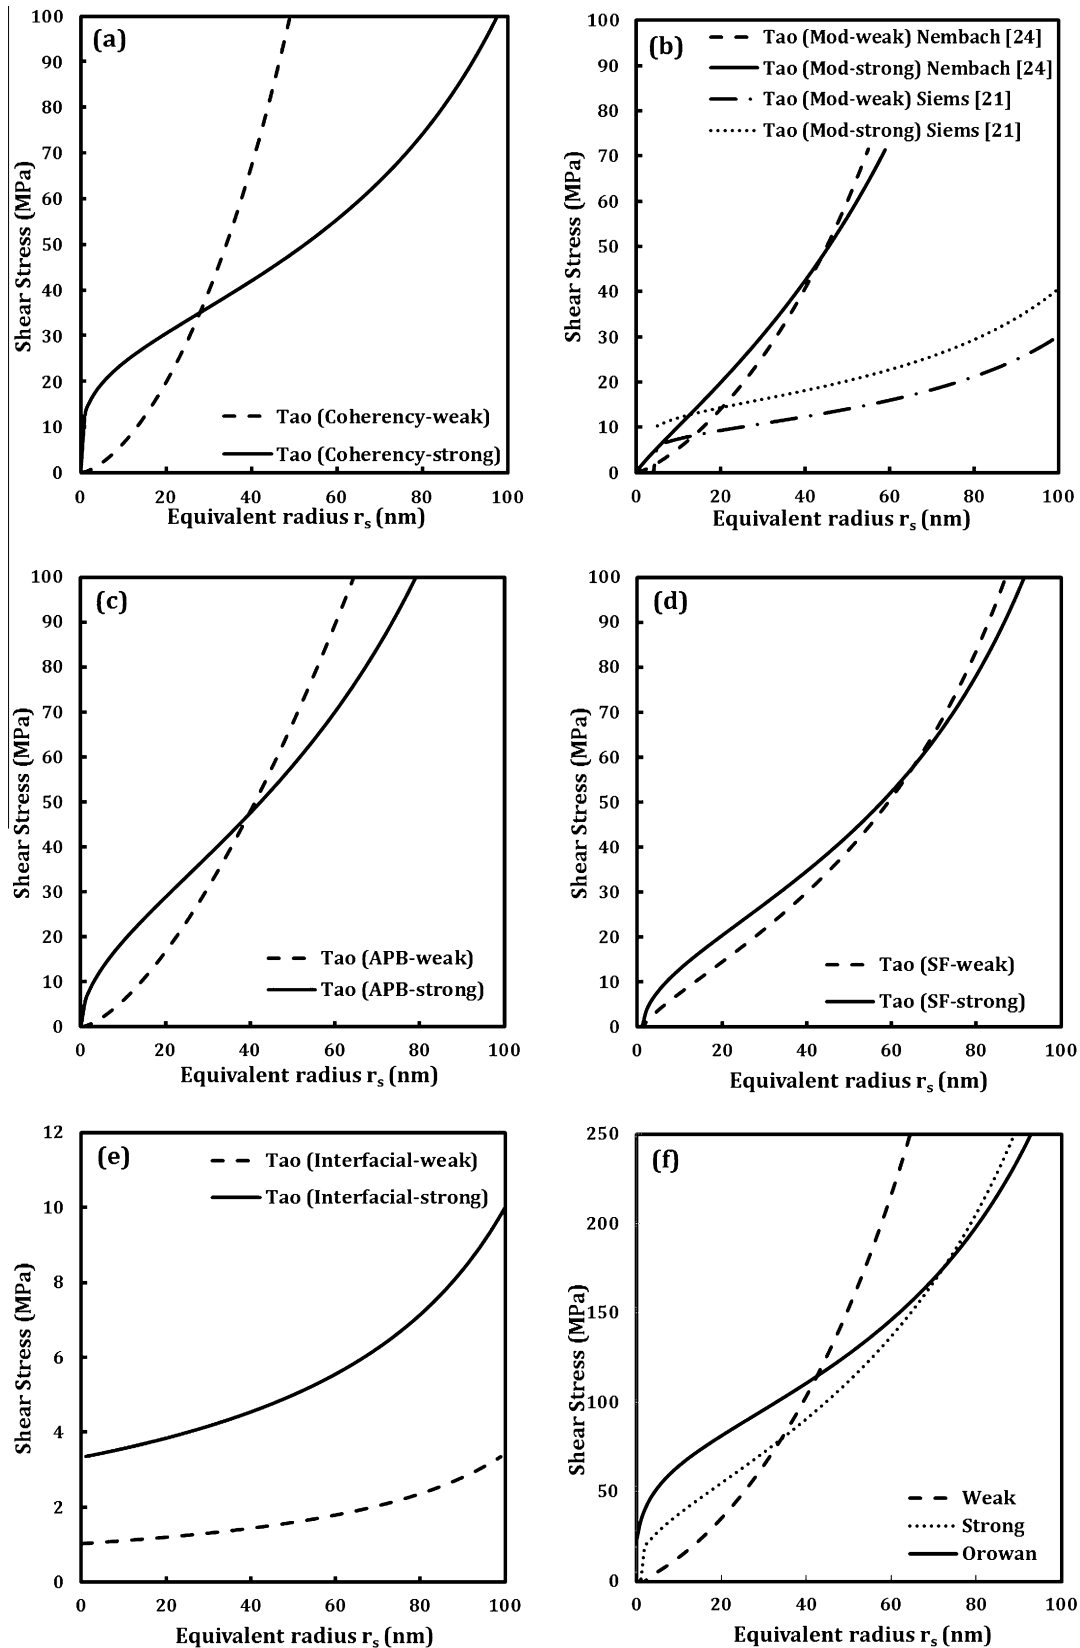 (a)
100
90
80
70
60
50
40
30
20
10
0
Shear Stress (MPa)
Tao (Coherency-weak)
Tao (Coherency-strong)
0 20 40 60 80 100
Equivalent radius rs (nm)
(b)
100
90
80
70
60
50
40
30
20
10
0
Shear Stress (MPa)
Tao (Mod-weak) Nembach [24]
Tao (Mod-strong) Nembach [24]
Tao (Mod-weak) Siems [21]
Tao (Mod-strong) Siems [21]
0 20 40 60 80 100
Equivalent radius rs (nm)
(c)
100
90
80
70
60
50
40
30
20
10
0
Shear Stress (MPa)
Tao (APB-weak)
Tao (APB-strong)
0 20 40 60 80 100
Equivalent radius rs (nm)
(d)
100
90
80
70
60
50
40
30
20
10
0
Shear Stress (MPa)
Tao (SF-weak)
Tao (SF-strong)
0 20 40 60 80 100
Equivalent radius rs (nm)
(e)
12
10
8
6
4
2
0
Shear Stress (MPa)
Tao (Interfacial-weak)
Tao (Interfacial-strong)
0 20 40 60 80 100
Equivalent radius rs (nm)
(f)
250
200
150
100
50
0
Shear Stress (MPa)
Weak
Strong
Orowan
0 20 40 60 80 100
Equivalent radius rs (nm)